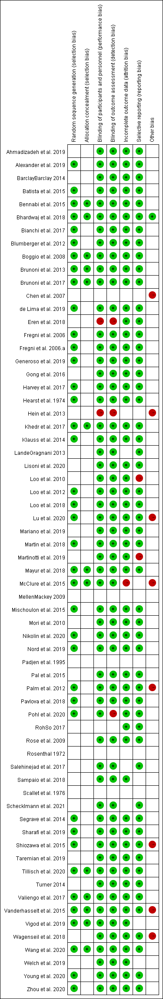 Random sequence generation (selection bias)
Allocation concealment (selection bias)
Blinding of participants and personnel (performance bias)
Blinding of outcome assessment (detection bias)
Incomplete outcome data (attrition bias)
Selective reporting (reporting bias)
Other bias
Ahmadizadeh et al. 2019 + + + +
Alexander et al. 2019 + + + + +
BarclayBarclay 2014 + + + +
Batista et al. 2015 + + + + +
Bennabi et al. 2015 + + + + + +
Bhardwaj et al. 2018 + + + + + + +
Bianchi et al. 2017 + + + + +
Blumberger et al. 2012 + + + + +
Boggio et al. 2008 + + + + + +
Brunoni et al. 2013 + + + + + +
Brunoni et al. 2017 + + + + + +
Chen et al. 2007 -
de Lima et al. 2019 + + + + +
Eren et al. 2018 - - + +
Fregni et al. 2006 + + + + +
Fregni et al. 2006.a + + + + +
Generoso et al. 2019 + + + + +
Gong et al. 2016 + + + +
Harvey et al. 2017 + + + + +
Hearst et al. 1974 + + + + +
Hein et al. 2013 - - -
Khedr et al. 2017 + + + + + +
Klauss et al. 2014 + + + + +
LandeGragnani 2013 + + +
Lisoni et al. 2020 + + + +
Loo et al. 2010 + + + -
Loo et al. 2012 + + + + +
Loo et al. 2018 + + + + +
Lu et al. 2020 + + + + + -
Mariano et al. 2019 + + + +
Martin et al. 2018 + + + + +
Martinotti et al. 2019 + + + -
Mayur et al. 2018 + + + + + +
McClure et al. 2015 + + + + - -
MellenMackey 2009
Mischoulon et al. 2015 + + + + +
Mori et al. 2010 + + + +
Nikolin et al. 2020 + + + + +
Nord et al. 2019 + + + + +
Padjen et al. 1995
Pal et al. 2015 + + + +
Palm et al. 2012 + + + + + -
Pavlova et al. 2018 + + + + +
Pohl et al. 2020 + + - + +
RohSo 2017 + +
Rose et al. 2009 + + + +
Rosenthal 1972
Salehinejad et al. 2017 + + +
Sampaio et al. 2018 + + +
Scallet et al. 1976
Schecklmann et al. 2021 + + +
Segrave et al. 2014 + + + + +
Sharafi et al. 2019 + + + + +
Shiozawa et al. 2015 + + + + + -
Taremian et al. 2019 + + + +
Tillisch et al. 2020 + + + + + +
Turner 2014 + + + +
Valiengo et al. 2017 + + + + + +
Vanderhasselt et al. 2015 + + + + + + -
Vigod et al. 2019 + + + + +
Wagenseil et al. 2018 + + + + -
Wang et al. 2020 + + + + + +
Welch et al. 2019 + + +
Young et al. 2020 + + + + +
Zhou et al. 2020 + + + + +